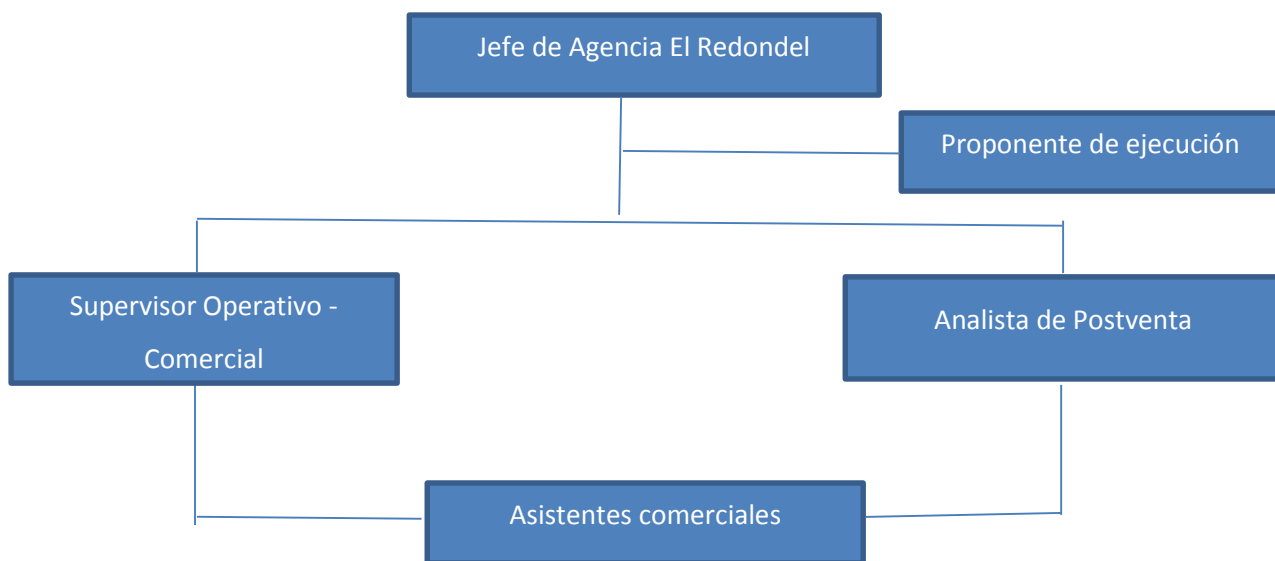 Jefe de Agencia El Redondel
Proponente de ejecución
Supervisor Operativo -
Comercial
Analista de Postventa
Asistentes comerciales